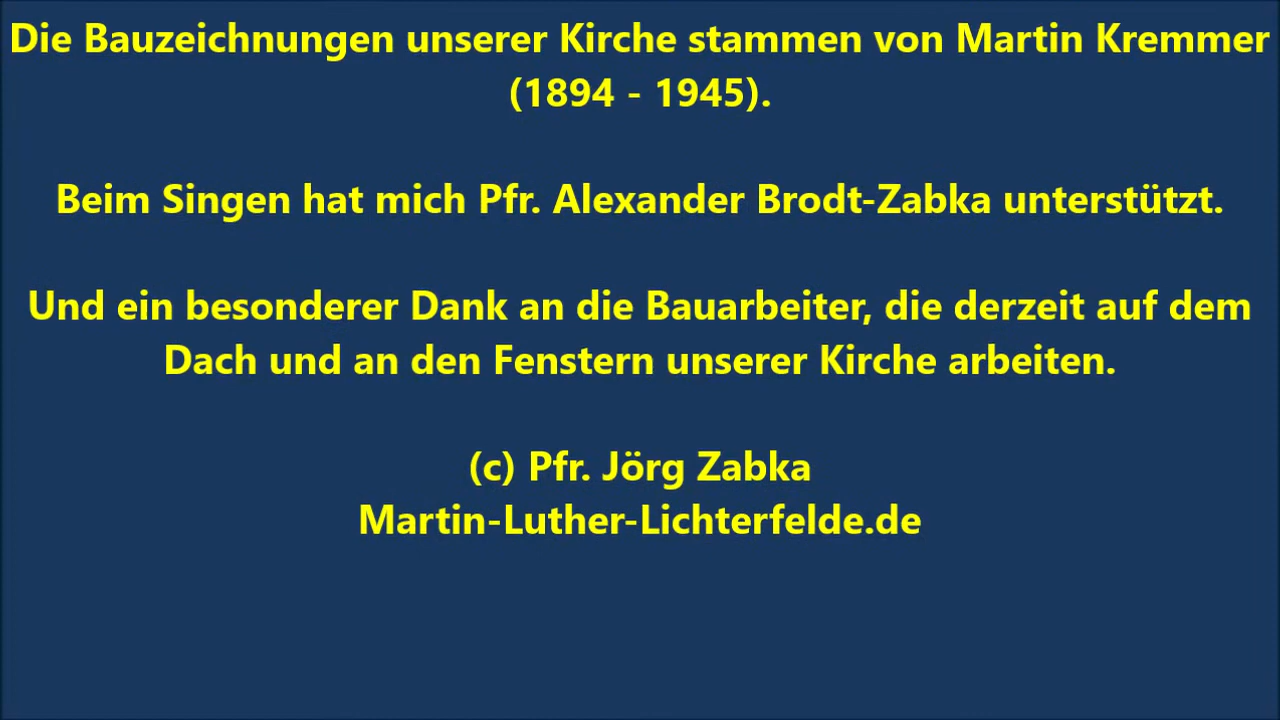 Die Bauzeichnungen unserer Kirche stammen von Martin Kremmer
(1894 - 1945).
Beim Singen hat mich Pfr. Alexander Brodt-Zabka unterstützt.
Und ein besonderer Dank an die Bauarbeiter, die derzeit auf dem
Dach und an den Fenstern unserer Kirche arbeiten.
(c) Pfr. Jörg Zabka
Martin-Luther-Lichterfelde.de